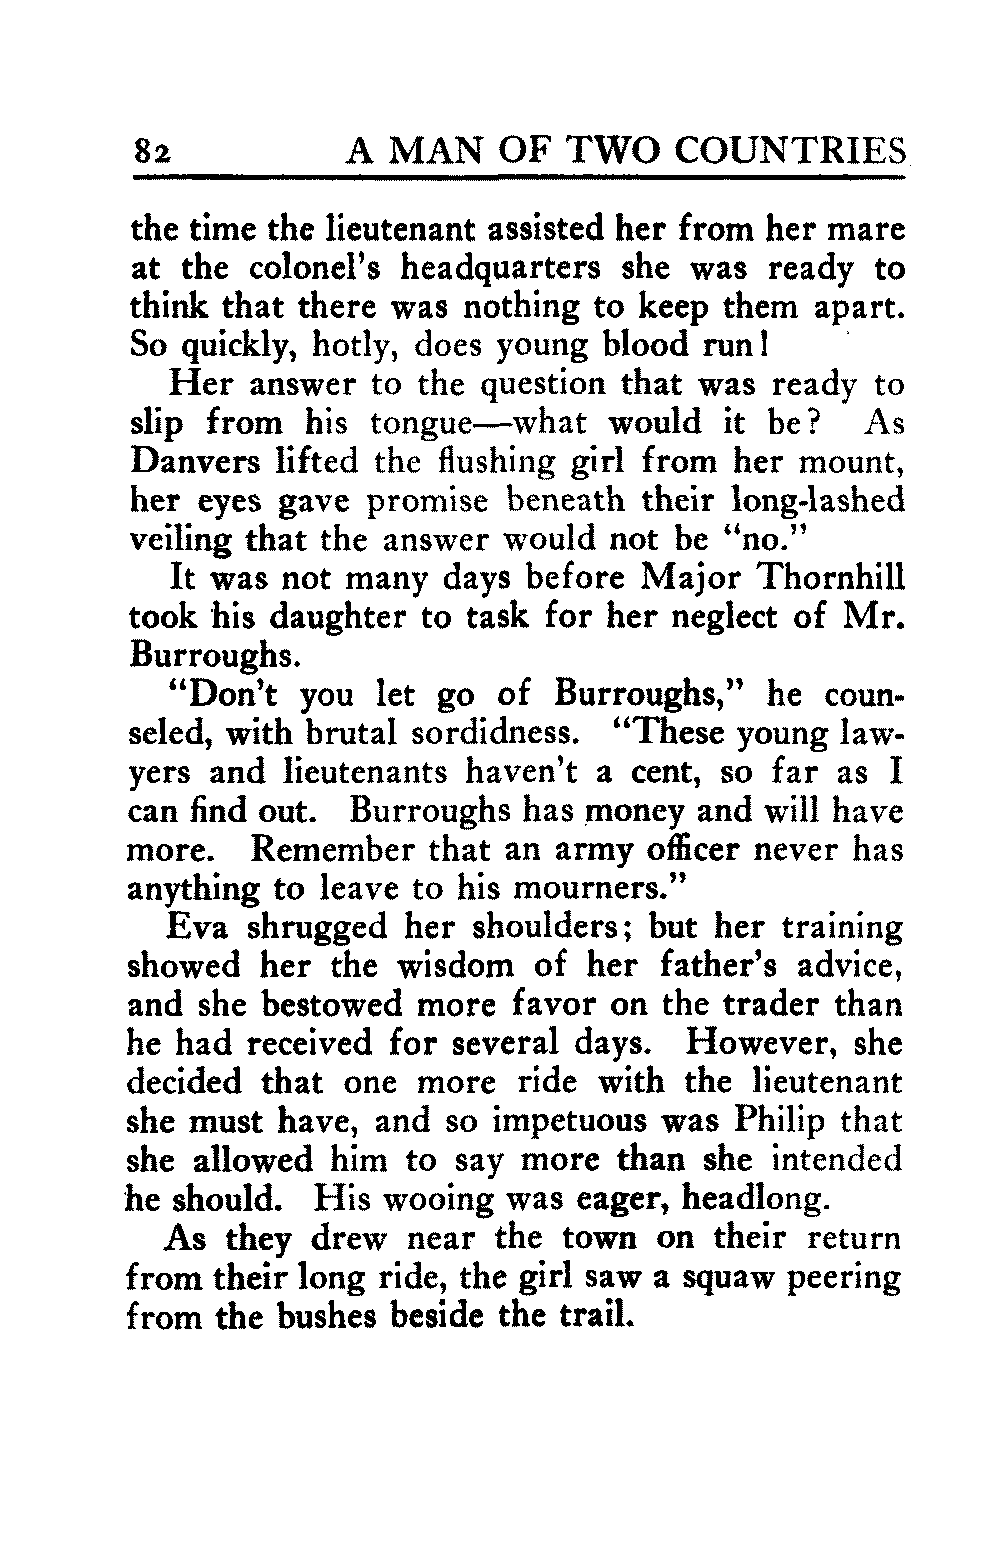 82 A MAN OF TWO COUNTRIES
the time the lieutenant assisted her from her mare
at the colonel's headquarters she was ready to
think that there was nothing to keep them apart.
So quickly, hotly, does young blood run!
Her answer to the question that was ready to
slip from his tongue—what would it be? As
Danvers lifted the flushing girl from her mount,
her eyes gave promise beneath their long-lashed
veiling that the answer would not be "no."
It was not many days before Major Thornhill
took his daughter to task for her neglect of Mr.
Burroughs.
"Don't you let go of Burroughs," he coun-
seled, with brutal sordidness. "These young law-
yers and lieutenants haven't a cent, so far as I
can find out. Burroughs has money and will have
more. Remember that an army officer never has
anything to leave to his mourners."
Eva shrugged her shoulders; but her training
showed her the wisdom of her father's advice,
and she bestowed more favor on the trader than
he had received for several days. However, she
decided that one more ride with the lieutenant
she must have, and so impetuous was Philip that
she allowed him to say more than she intended
he should. His wooing was eager, headlong.
As they drew near the town on their return
from their long ride, the girl saw a squaw peering
from the bushes beside the trail.